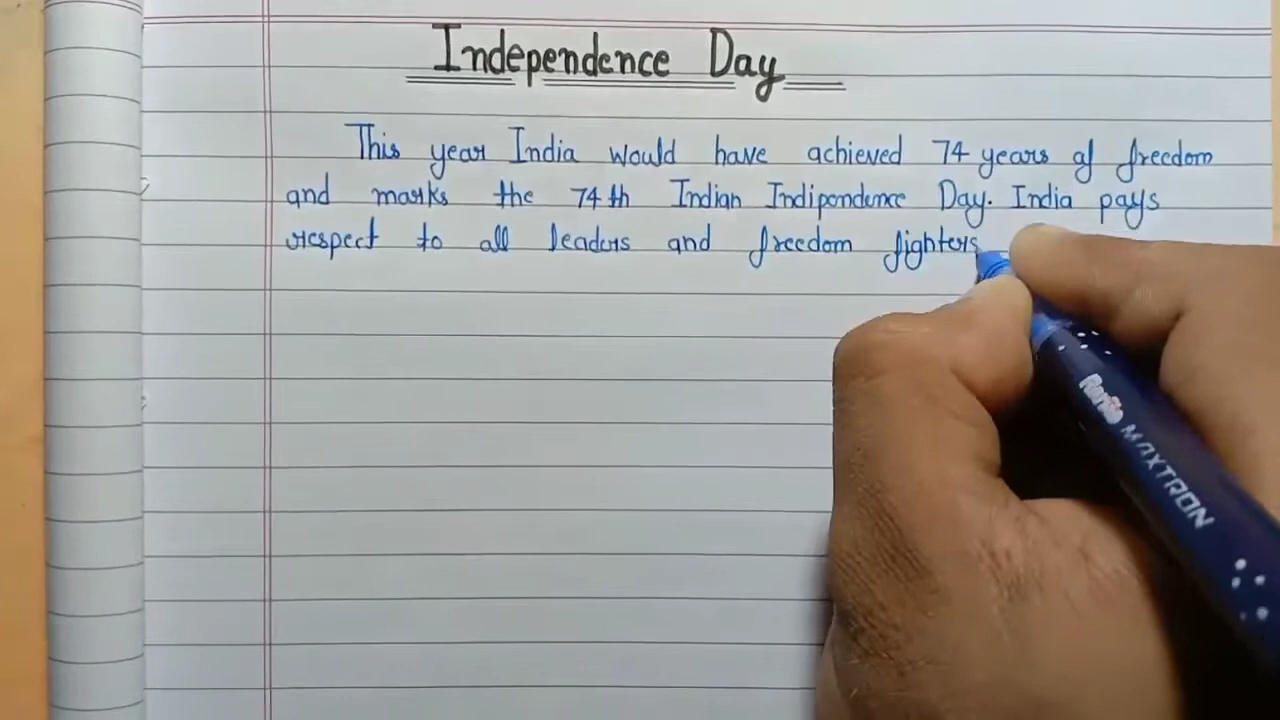 Independence Day
This year India would have achieved 74 years of freedom
and marks the 74th Indian Indipendence Day. India pays
respect to all leaders and freedom fighters
MAXTRON